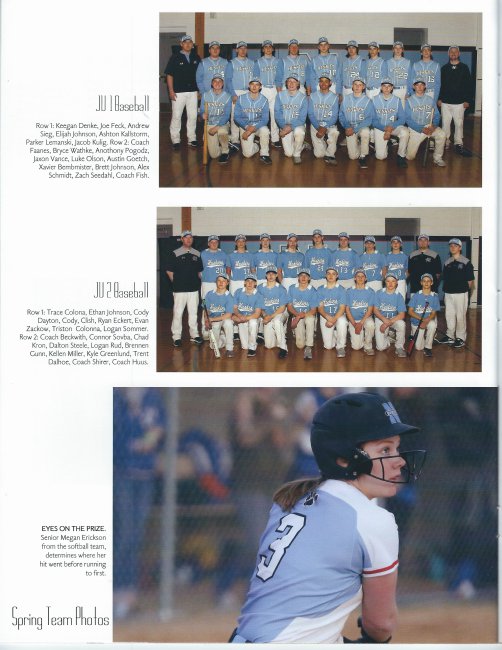 JV 1 Baseball
Row 1: Keegan Denke, Joe Feck, Andrew
Sieg, Elijah Johnson, Ashton Kallstorm,
Parker Lemanski, Jacob Kulig. Row 2: Coach
Faanes, Bryce Wathke, Anothony Pogodz,
Jaxon Vance, Luke Olson, Austin Goetch,
Xavier Bembmister, Brett Johnson, Alex
Schmidt, Zach Seedahl, Coach Fish.
JV 2 Baseball
Row 1: Trace Colona, Ethan Johnson, Cody
Dayton, Cody, Clish, Ryan Eckert, Evan
Zackow, Triston Colonna, Logan Sommer.
Row 2: Coach Beckwith, Connor Sovba, Chad
Kron, Dalton Steele, Logan Rud, Brennen
Gunn, Kellen Miller, Kyle Greenlund, Trent
Dalhoe, Coach Shirer, Coach Huus.
EYES ON THE PRIZE.
Senior Megan Erickson
from the softball team,
determines where her
hit went before running
to first.
3
Spring Team Photos